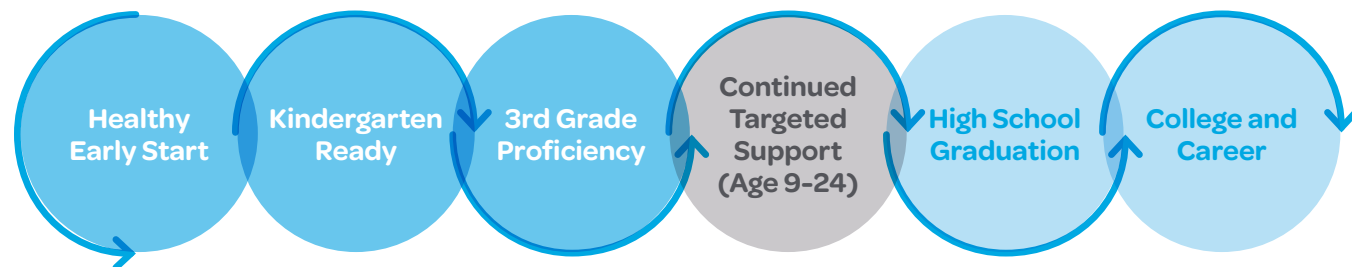 Healthy
Early Start
Kindergarten
Ready
3rd Grade
Proficiency
Continued
Targeted
Support
(Age 9-24)
High School
Graduation
College and
Career